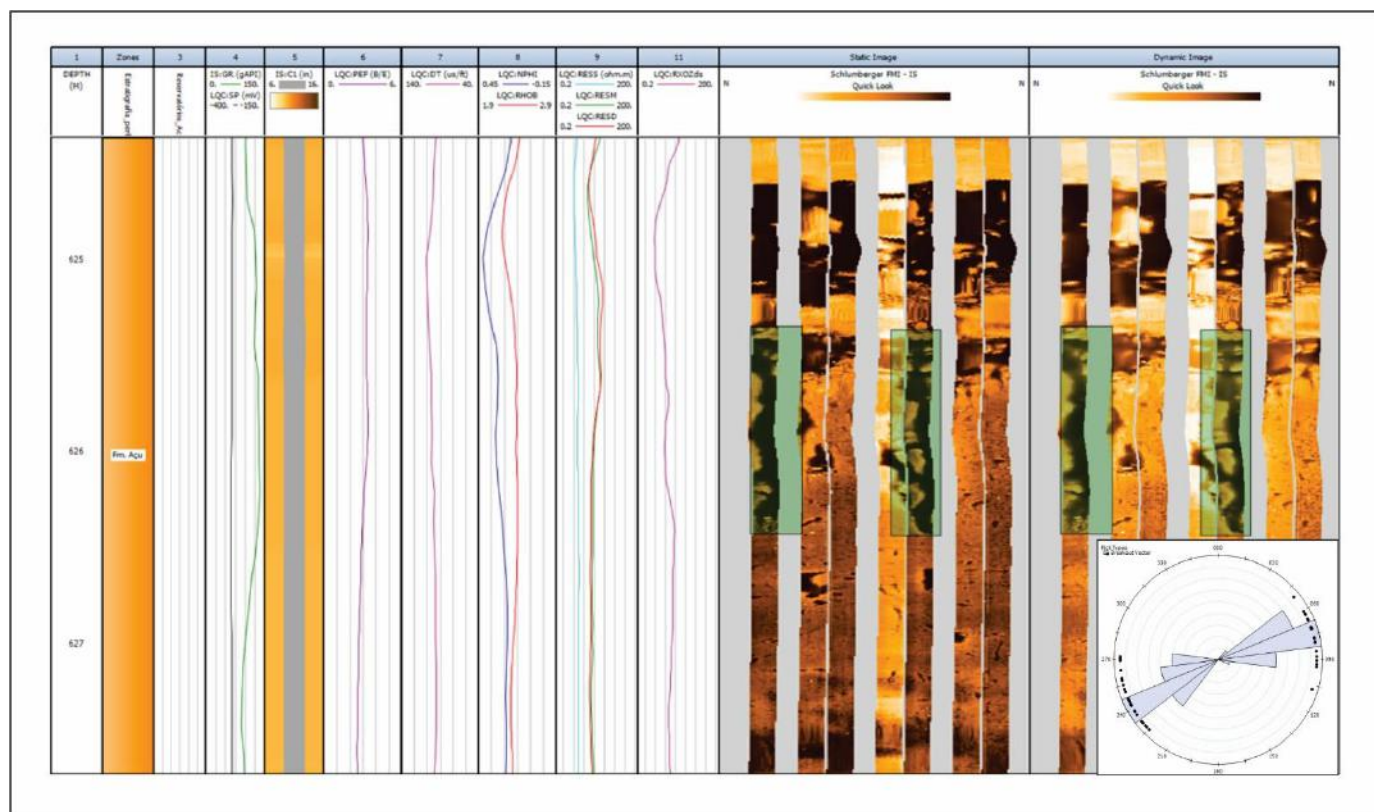 1 Zones 3 4 5 6 7 8 9 11 Static Image Dynamic Image
DEPTH
(M)
IS:GR (gAPI)
0. 150.
LQC:SP (mV)
-400. -150.
IS:C1 (in)
6. 16.
LQC:PEF (B/E)
0. 6.
LQC:DT (us/ft)
140. 40.
LQC:NPHI
0.45 -0.15
LQC:RHOB
1.9 2.9
LQC:RESS (ohm.m)
0.2 200.
LQC:RESM
0.2 200.
LQC:RESD
0.2 200.
LQC:RXOZds
0.2 200.
Schlumberger FMI - IS
N N
Quick Look
Schlumberger FMI - IS
N N
Quick Look
625
626
Fm. Açu
627
Breakout Vector